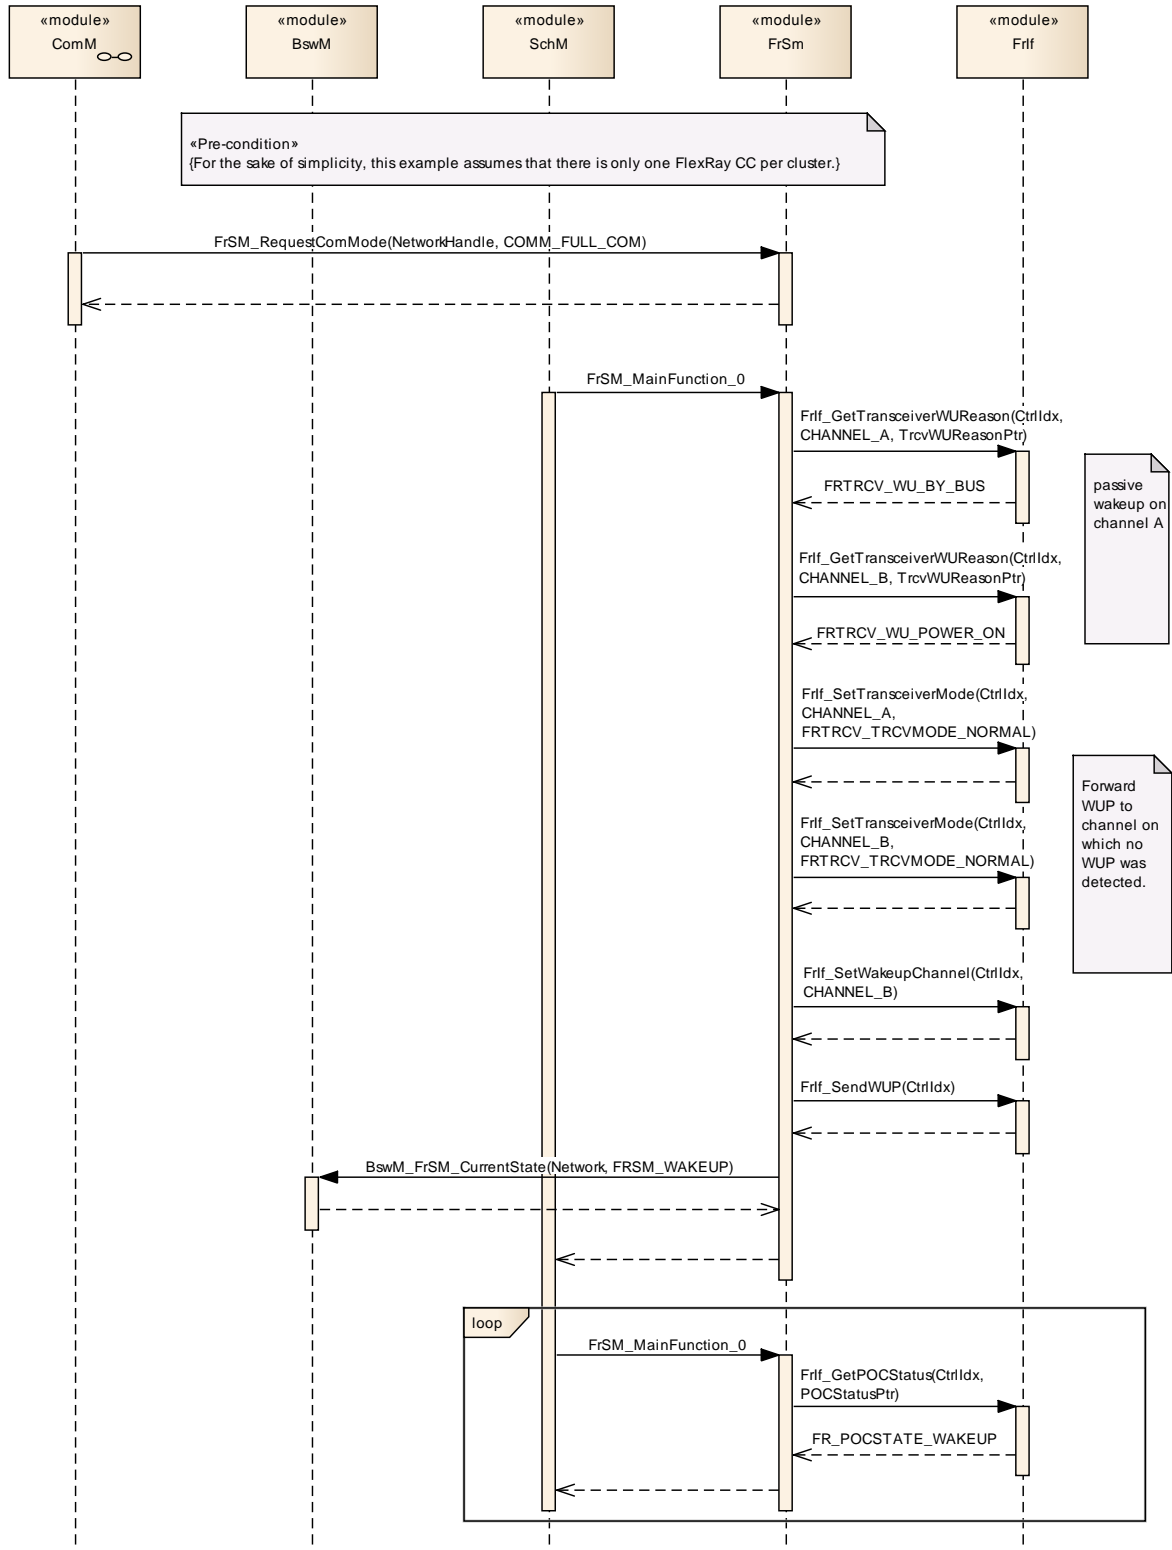 «module»
ComM
«module»
BswM
«module»
SchM
«module»
FrSm
«module»
FrIf
«Pre-condition»
{For the sake of simplicity, this example assumes that there is only one FlexRay CC per cluster.}
FrSM_RequestComMode(NetworkHandle, COMM_FULL_COM)
FrSM_MainFunction_0
FrIf_GetTransceiverWUReason(CtrlIdx,
CHANNEL_A, TrcvWUReasonPtr)
FRTRCV_WU_BY_BUS
passive
wakeup on
channel A
FrIf_GetTransceiverWUReason(CtrlIdx,
CHANNEL_B, TrcvWUReasonPtr)
FRTRCV_WU_POWER_ON
FrIf_SetTransceiverMode(CtrlIdx,
CHANNEL_A,
FRTRCV_TRCVMODE_NORMAL)
Forward
WUP to
channel on
which no
WUP was
detected.
FrIf_SetTransceiverMode(CtrlIdx,
CHANNEL_B,
FRTRCV_TRCVMODE_NORMAL)
FrIf_SetWakeupChannel(CtrlIdx,
CHANNEL_B)
FrIf_SendWUP(CtrlIdx)
BswM_FrSM_CurrentState(Network, FRSM_WAKEUP)
loop
FrSM_MainFunction_0
FrIf_GetPOCStatus(CtrlIdx,
POCStatusPtr)
FR_POCSTATE_WAKEUP